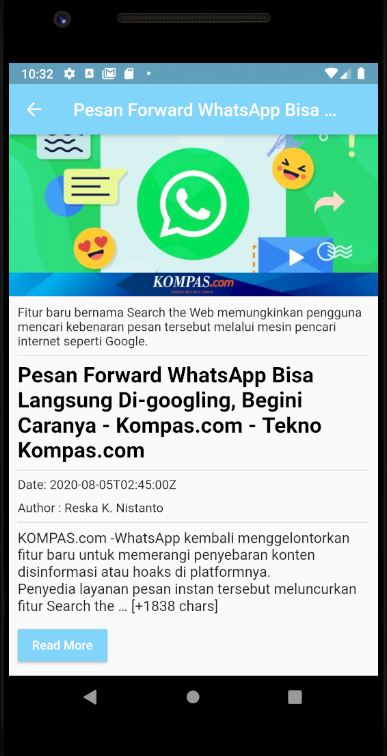 10:32
Pesan Forward WhatsApp Bisa ...
KOMPAS.com
Fitur baru bernama Search the Web memungkinkan pengguna
mencari kebenaran pesan tersebut melalui mesin pencari
internet seperti Google.
Pesan Forward WhatsApp Bisa
Langsung Di-googling, Begini
Caranya - Kompas.com - Tekno
Kompas.com
Date: 2020-08-05T02:45:00Z
Author : Reska K. Nistanto
KOMPAS.com -WhatsApp kembali menggelontorkan
fitur baru untuk memerangi penyebaran konten
disinformasi atau hoaks di platformnya.
Penyedia layanan pesan instan tersebut meluncurkan
fitur Search the … [+1838 chars]
Read More